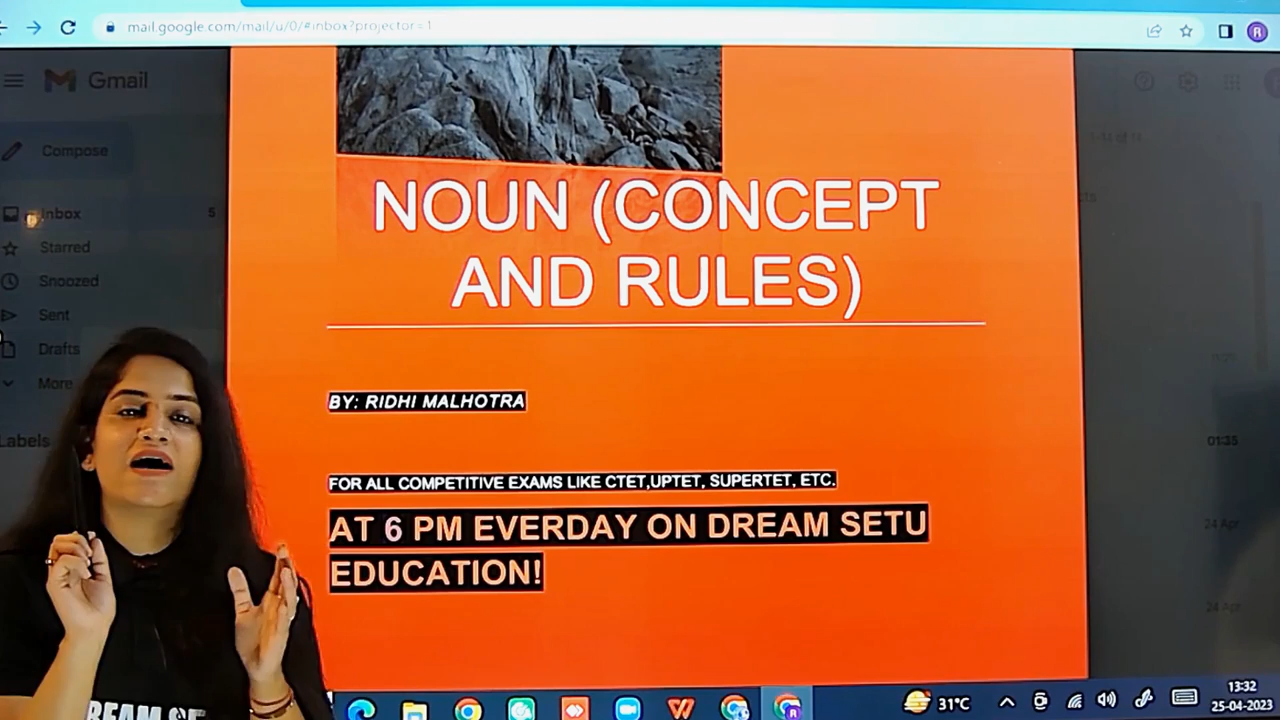 mail.google.com/mail/u/0/#inbox?projector=1
R
Gmail
Compose
Inbox 5
Starred
Snoozed
Sent
Drafts
More
Labels
NOUN (CONCEPT
AND RULES)
BY: RIDHI MALHOTRA
FOR ALL COMPETITIVE EXAMS LIKE CTET,UPTET, SUPERTET, ETC.
AT 6 PM EVERDAY ON DREAM SETU
EDUCATION!
01:35
24 Apr
24 Apr
31°C
13:32
25-04-2023